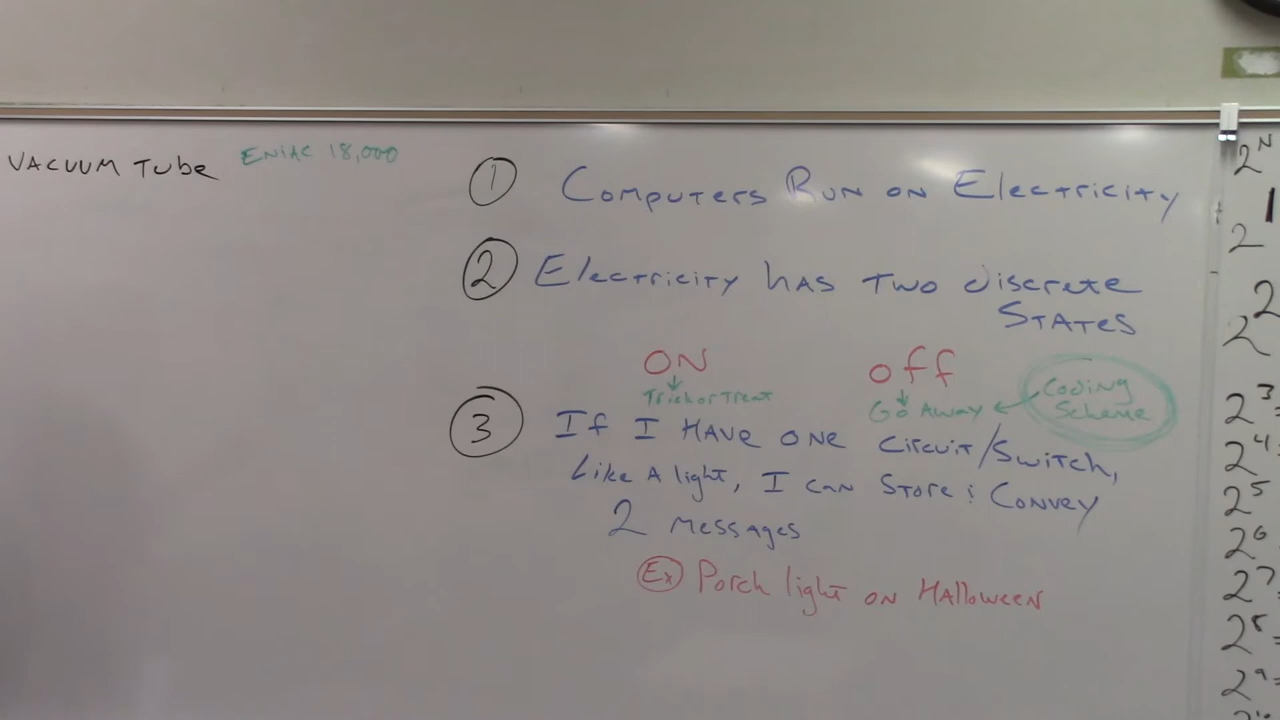 VACUUM Tube ENIAC 18,000
1 Computers Run on Electricity
2 Electricity has Two discrete
States
ON off
Trick or Treat Go Away Coding
Scheme
3 If I Have one Circuit/Switch,
Like A light, I can Store & Convey
2 messages
Ex Porch light on Halloween
2^N
1
2
2
2
2^3=
2^4=
2^5
2^6
2^7=
2^8=
2^9=